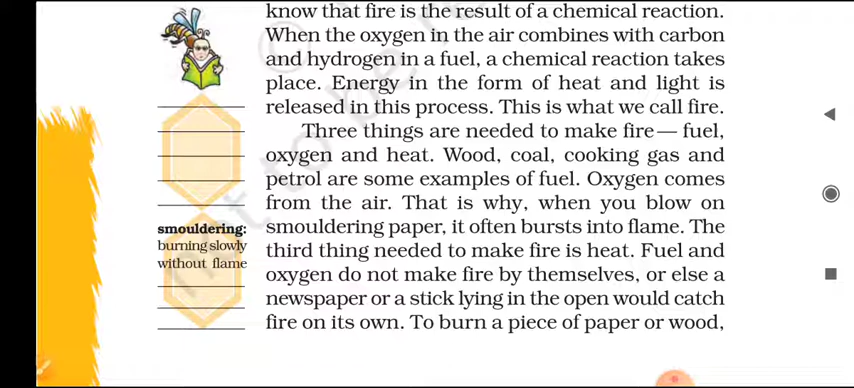 know that fire is the result of a chemical reaction.
When the oxygen in the air combines with carbon
and hydrogen in a fuel, a chemical reaction takes
place. Energy in the form of heat and light is
released in this process. This is what we call fire.
Three things are needed to make fire— fuel,
oxygen and heat. Wood, coal, cooking gas and
petrol are some examples of fuel. Oxygen comes
from the air. That is why, when you blow on
smouldering paper, it often bursts into flame. The
third thing needed to make fire is heat. Fuel and
oxygen do not make fire by themselves, or else a
newspaper or a stick lying in the open would catch
fire on its own. To burn a piece of paper or wood,
smouldering:
burning slowly
without flame
not to be re